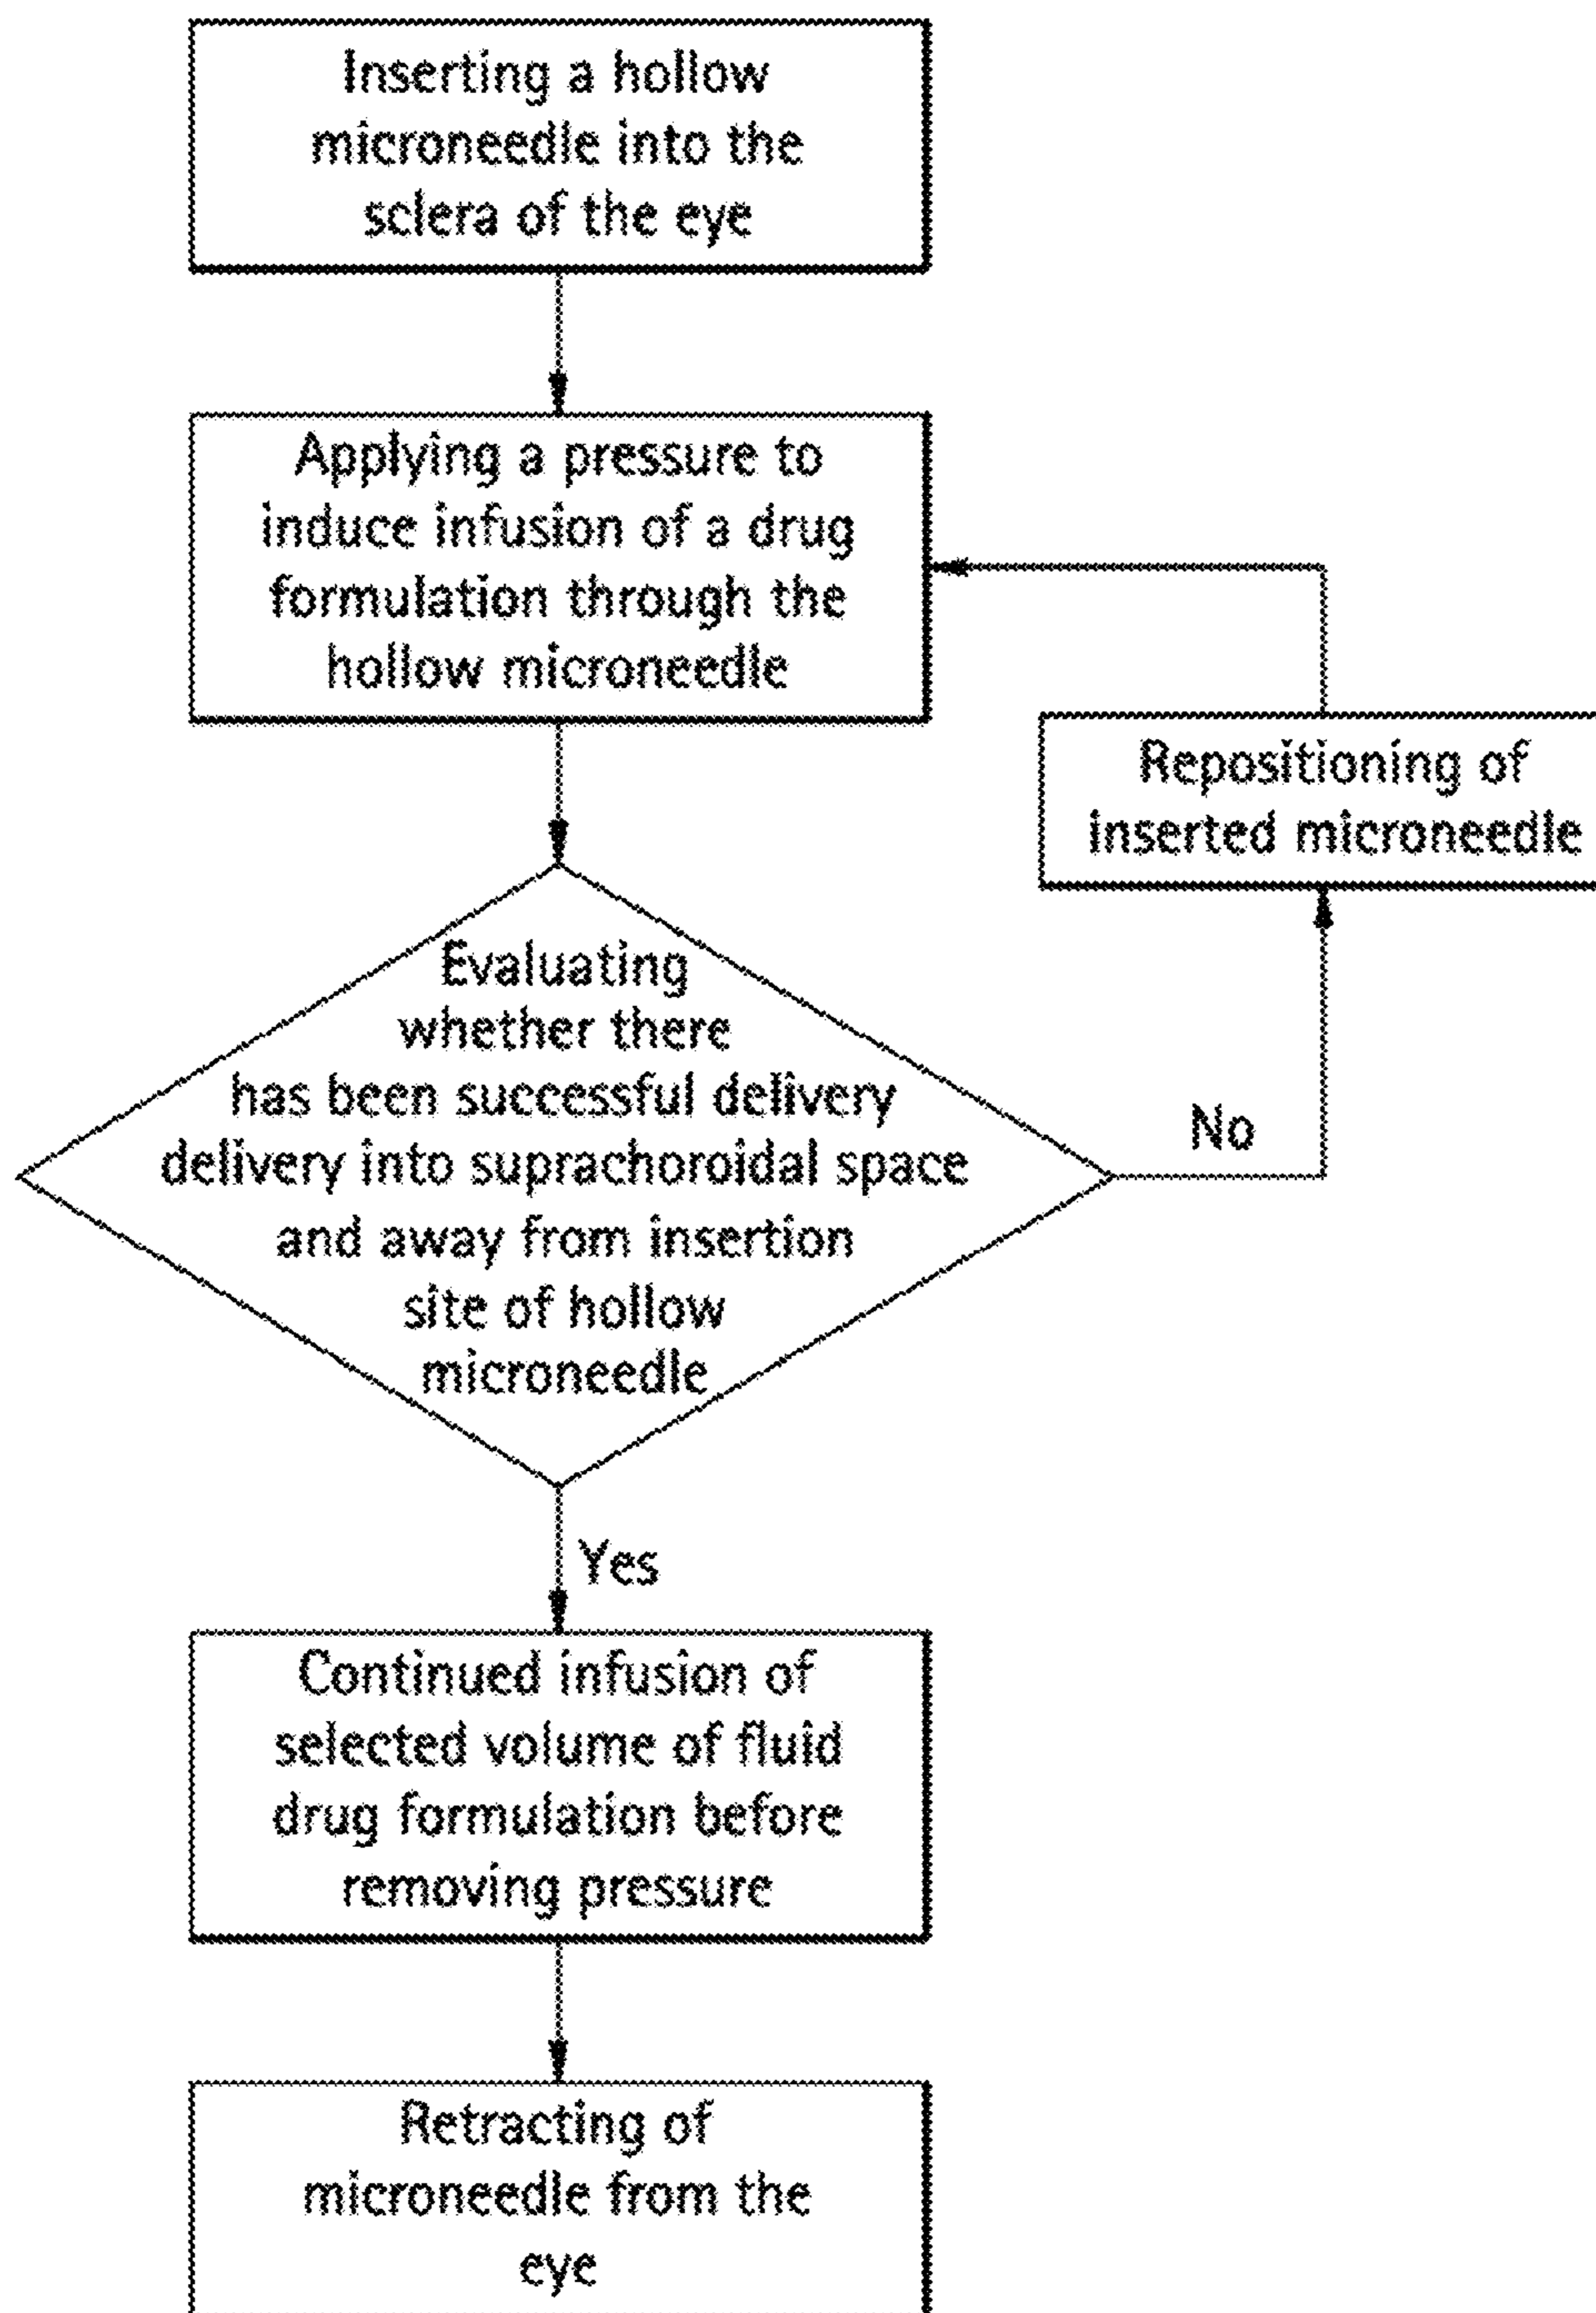 Inserting a hollow
microneedle into the
sclera of the eye
Applying a pressure to
induce infusion of a drug
formulation through the
hollow microneedle
Repositioning of
inserted microneedle
Evaluating
whether there
has been successful delivery
delivery into suprachoroidal space
and away from insertion
site of hollow
microneedle
No
Yes
Continued infusion of
selected volume of fluid
drug formulation before
removing pressure
Retracting of
microneedle from the
eye